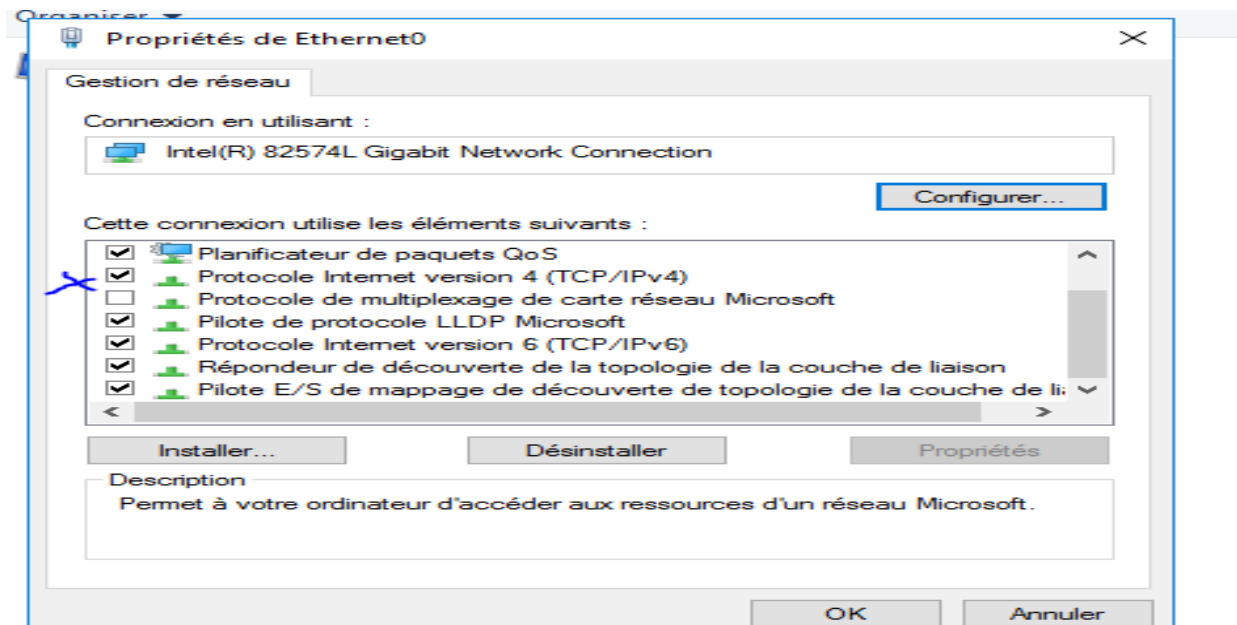 Organiser
Propriétés de Ethernet0
Gestion de réseau
Connexion en utilisant :
Intel(R) 82574L Gigabit Network Connection
Configurer...
Cette connexion utilise les éléments suivants :
Planificateur de paquets QoS
Protocole Internet version 4 (TCP/IPv4)
Protocole de multiplexage de carte réseau Microsoft
Pilote de protocole LLDP Microsoft
Protocole Internet version 6 (TCP/IPv6)
Répondeur de découverte de la topologie de la couche de liaison
Pilote E/S de mappage de découverte de topologie de la couche de li
Installer...
Désinstaller
Propriétés
Description
Permet à votre ordinateur d'accéder aux ressources d'un réseau Microsoft.
OK
Annuler